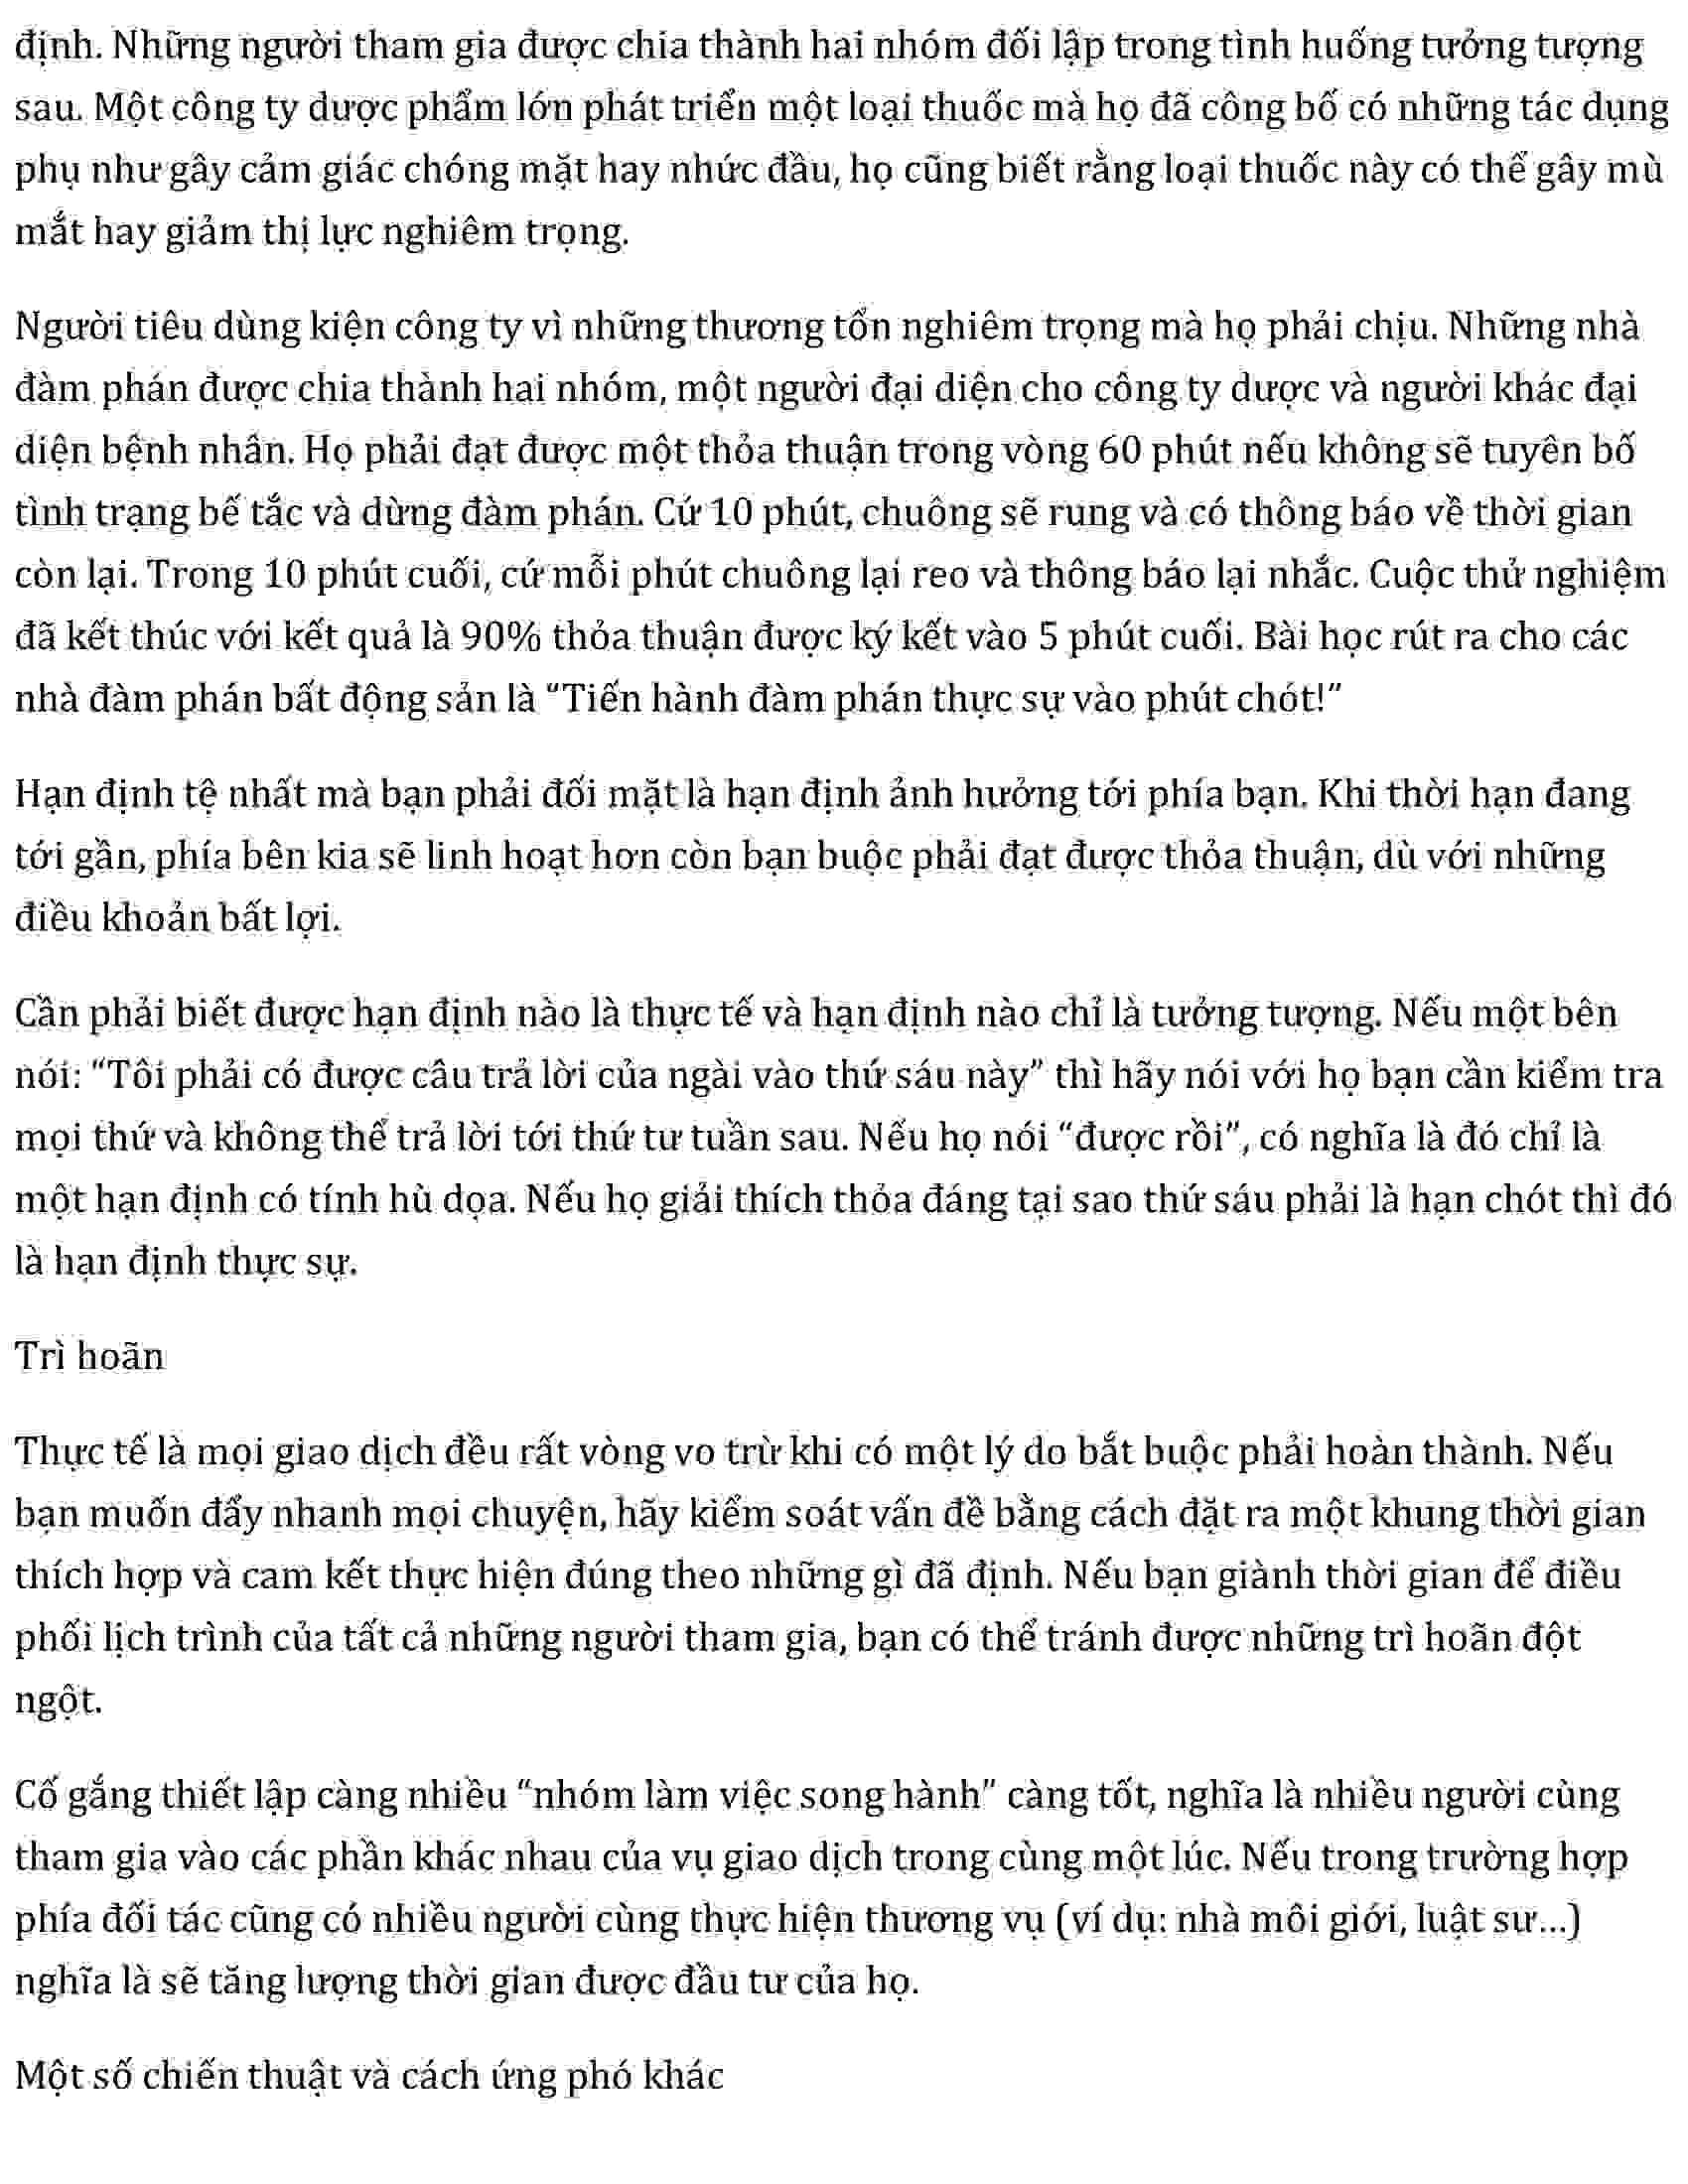 định. Những người tham gia được chia thành hai nhóm đối lập trong tình huống tưởng tượng
sau. Một công ty dược phẩm lớn phát triển một loại thuốc mà họ đã công bố có những tác dụng
phụ như gây cảm giác chóng mặt hay nhức đầu, họ cũng biết rằng loại thuốc này có thể gây mù
mắt hay giảm thị lực nghiêm trọng.
Người tiêu dùng kiện công ty vì những thương tổn nghiêm trọng mà họ phải chịu. Những nhà
đàm phán được chia thành hai nhóm, một người đại diện cho công ty dược và người khác đại
diện bệnh nhân. Họ phải đạt được một thỏa thuận trong vòng 60 phút nếu không sẽ tuyên bố
tình trạng bế tắc và dừng đàm phán. Cứ 10 phút, chuông sẽ rung và có thông báo về thời gian
còn lại. Trong 10 phút cuối, cứ mỗi phút chuông lại reo và thông báo lại nhắc. Cuộc thử nghiệm
đã kết thúc với kết quả là 90% thỏa thuận được ký kết vào 5 phút cuối. Bài học rút ra cho các
nhà đàm phán bất động sản là “Tiến hành đàm phán thực sự vào phút chót!”
Hạn định tệ nhất mà bạn phải đối mặt là hạn định ảnh hưởng tới phía bạn. Khi thời hạn đang
tới gần, phía bên kia sẽ linh hoạt hơn còn bạn buộc phải đạt được thỏa thuận, dù với những
điều khoản bất lợi.
Cần phải biết được hạn định nào là thực tế và hạn định nào chỉ là tưởng tượng. Nếu một bên
nói: “Tôi phải có được câu trả lời của ngài vào thứ sáu này” thì hãy nói với họ bạn cần kiểm tra
mọi thứ và không thể trả lời tới thứ tư tuần sau. Nếu họ nói “được rồi”, có nghĩa là đó chỉ là
một hạn định có tính hù dọa. Nếu họ giải thích thỏa đáng tại sao thứ sáu phải là hạn chót thì đó
là hạn định thực sự.
Trì hoãn
Thực tế là mọi giao dịch đều rất vòng vo trừ khi có một lý do bắt buộc phải hoàn thành. Nếu
bạn muốn đẩy nhanh mọi chuyện, hãy kiểm soát vấn đề bằng cách đặt ra một khung thời gian
thích hợp và cam kết thực hiện đúng theo những gì đã định. Nếu bạn giành thời gian để điều
phối lịch trình của tất cả những người tham gia, bạn có thể tránh được những trì hoãn đột
ngột.
Cố gắng thiết lập càng nhiều “nhóm làm việc song hành” càng tốt, nghĩa là nhiều người cùng
tham gia vào các phần khác nhau của vụ giao dịch trong cùng một lúc. Nếu trong trường hợp
phía đối tác cũng có nhiều người cùng thực hiện thương vụ (ví dụ: nhà môi giới, luật sư...)
nghĩa là sẽ tăng lượng thời gian được đầu tư của họ.
Một số chiến thuật và cách ứng phó khác